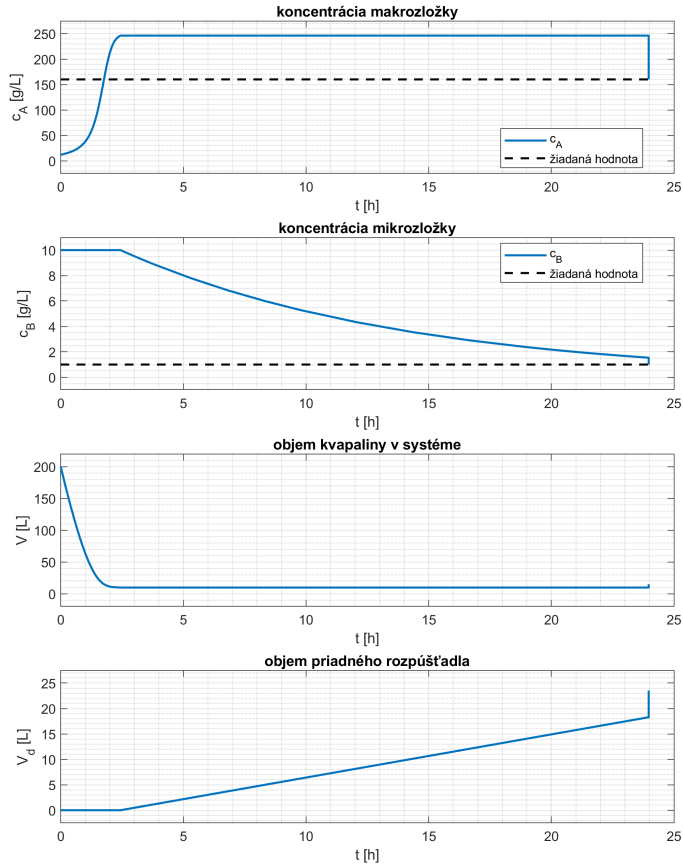 koncentrácia makrozložky
250
200
150
100
50
0
c_A [g/L]
c_A
žiadaná hodnota
0 5 10 15 20 25
t [h]
koncentrácia mikrozložky
10
8
6
4
2
0
c_B [g/L]
c_B
žiadaná hodnota
0 5 10 15 20 25
t [h]
objem kvapaliny v systéme
200
150
100
50
0
V [L]
0 5 10 15 20 25
t [h]
objem priadného rozpúšťadla
25
20
15
10
5
0
V_d [L]
0 5 10 15 20 25
t [h]